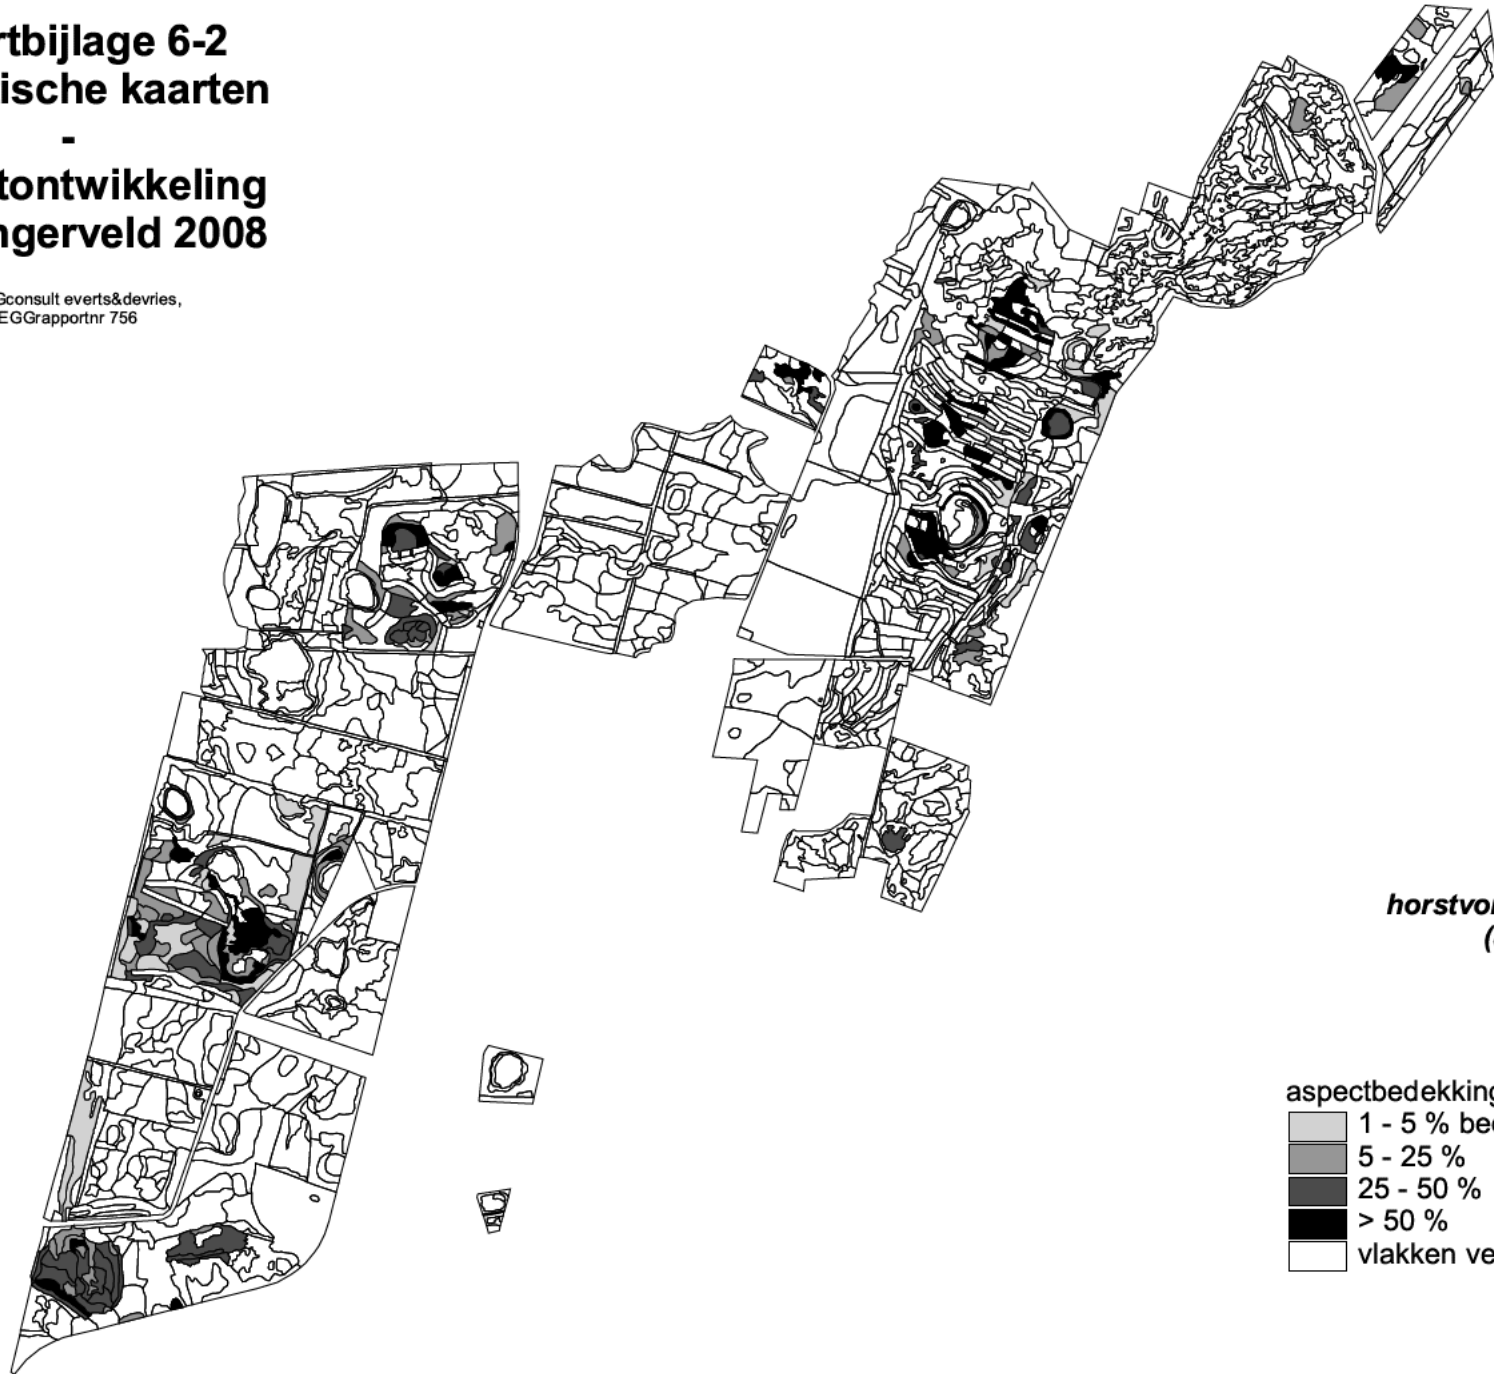 rtbijlage 6-2
ische kaarten
-
tontwikkeling
ngerveld 2008
Gconsult everts&devries,
EGGrapportnr 756
horstvor
(
aspectbedekking
1 - 5 % bed
5 - 25 %
25 - 50 %
> 50 %
vlakken ve